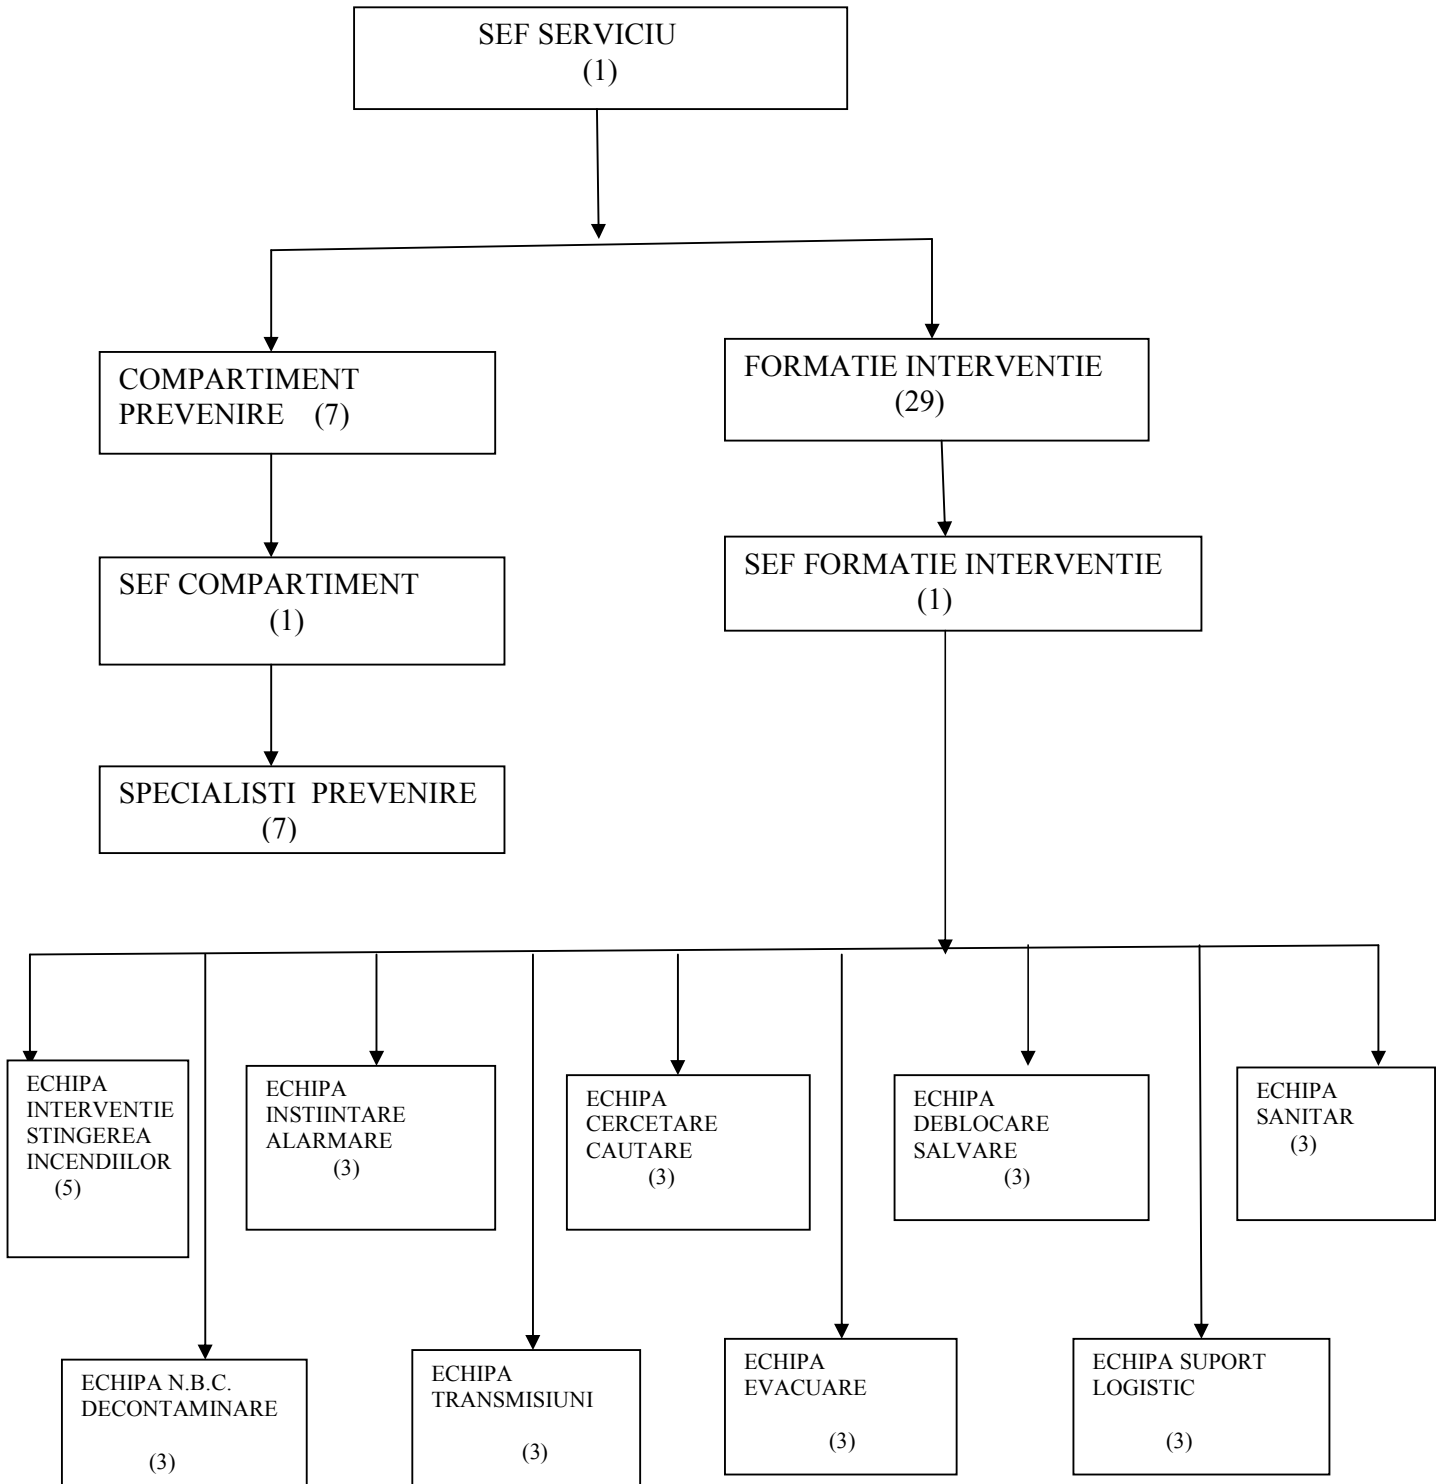 SEF SERVICIU
(1)
COMPARTIMENT
PREVENIRE (7)
FORMATIE INTERVENTIE
(29)
SEF COMPARTIMENT
(1)
SEF FORMATIE INTERVENTIE
(1)
SPECIALISTI PREVENIRE
(7)
ECHIPA
INTERVENTIE
STINGEREA
INCENDIILOR
(5)
ECHIPA
INSTIINTARE
ALARMARE
(3)
ECHIPA
CERCETARE
CAUTARE
(3)
ECHIPA
DEBLOCARE
SALVARE
(3)
ECHIPA
SANITAR
(3)
ECHIPA N.B.C.
DECONTAMINARE
(3)
ECHIPA
TRANSMISIUNI
(3)
ECHIPA
EVACUARE
(3)
ECHIPA SUPORT
LOGISTIC
(3)